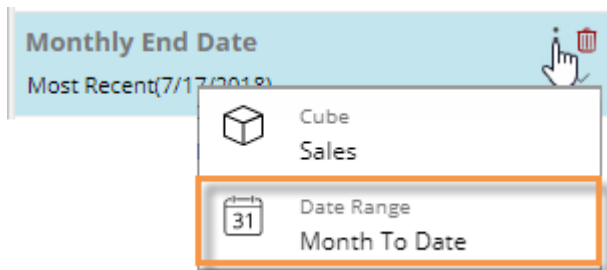 Monthly End Date
Most Recent(7/17/2018)
Cube
Sales
31
Date Range
Month To Date